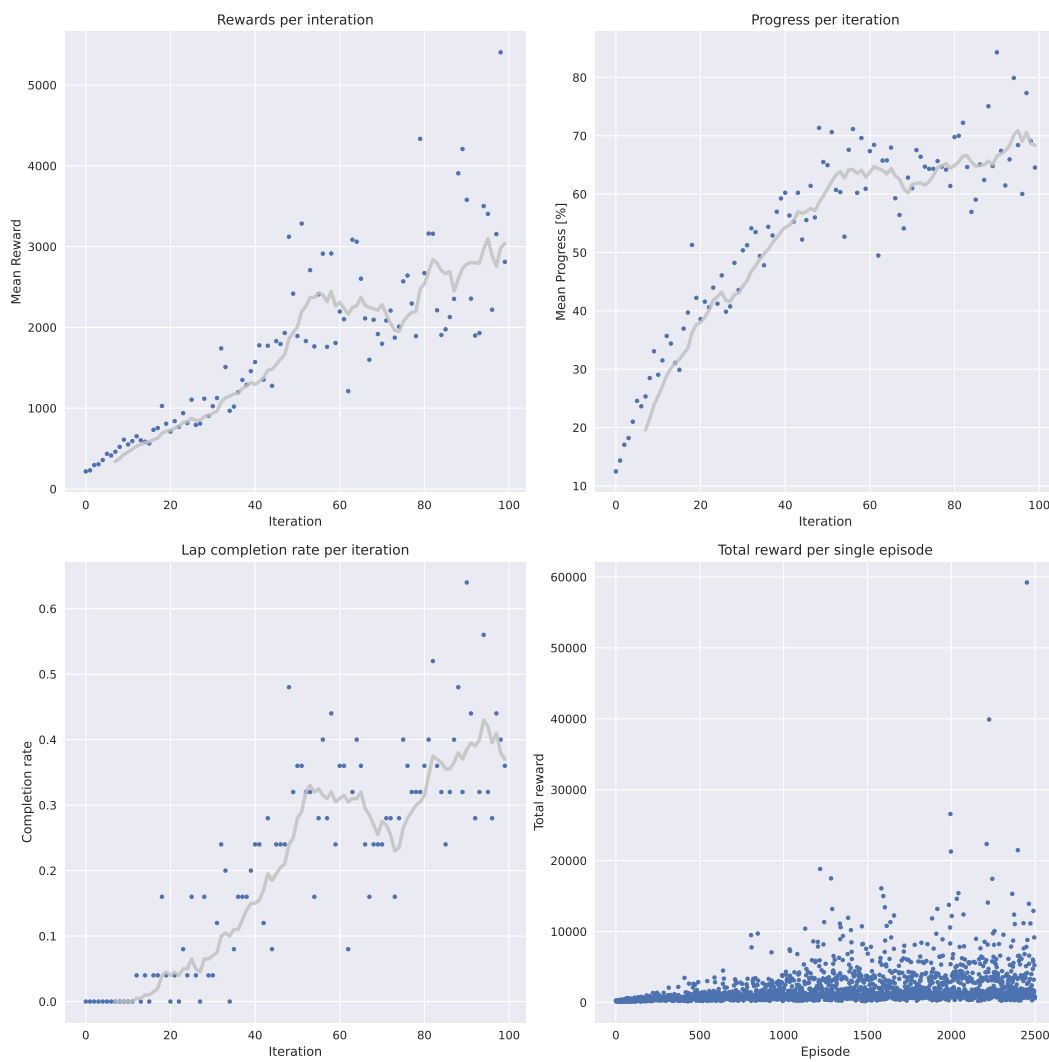 Rewards per interation
Mean Reward
5000
4000
3000
2000
1000
0
0 20 40 60 80 100
Iteration
Progress per iteration
Mean Progress [%]
80
70
60
50
40
30
20
10
0 20 40 60 80 100
Iteration
Lap completion rate per iteration
Completion rate
0.6
0.5
0.4
0.3
0.2
0.1
0.0
0 20 40 60 80 100
Iteration
Total reward per single episode
Total reward
60000
50000
40000
30000
20000
10000
0
0 500 1000 1500 2000 2500
Episode